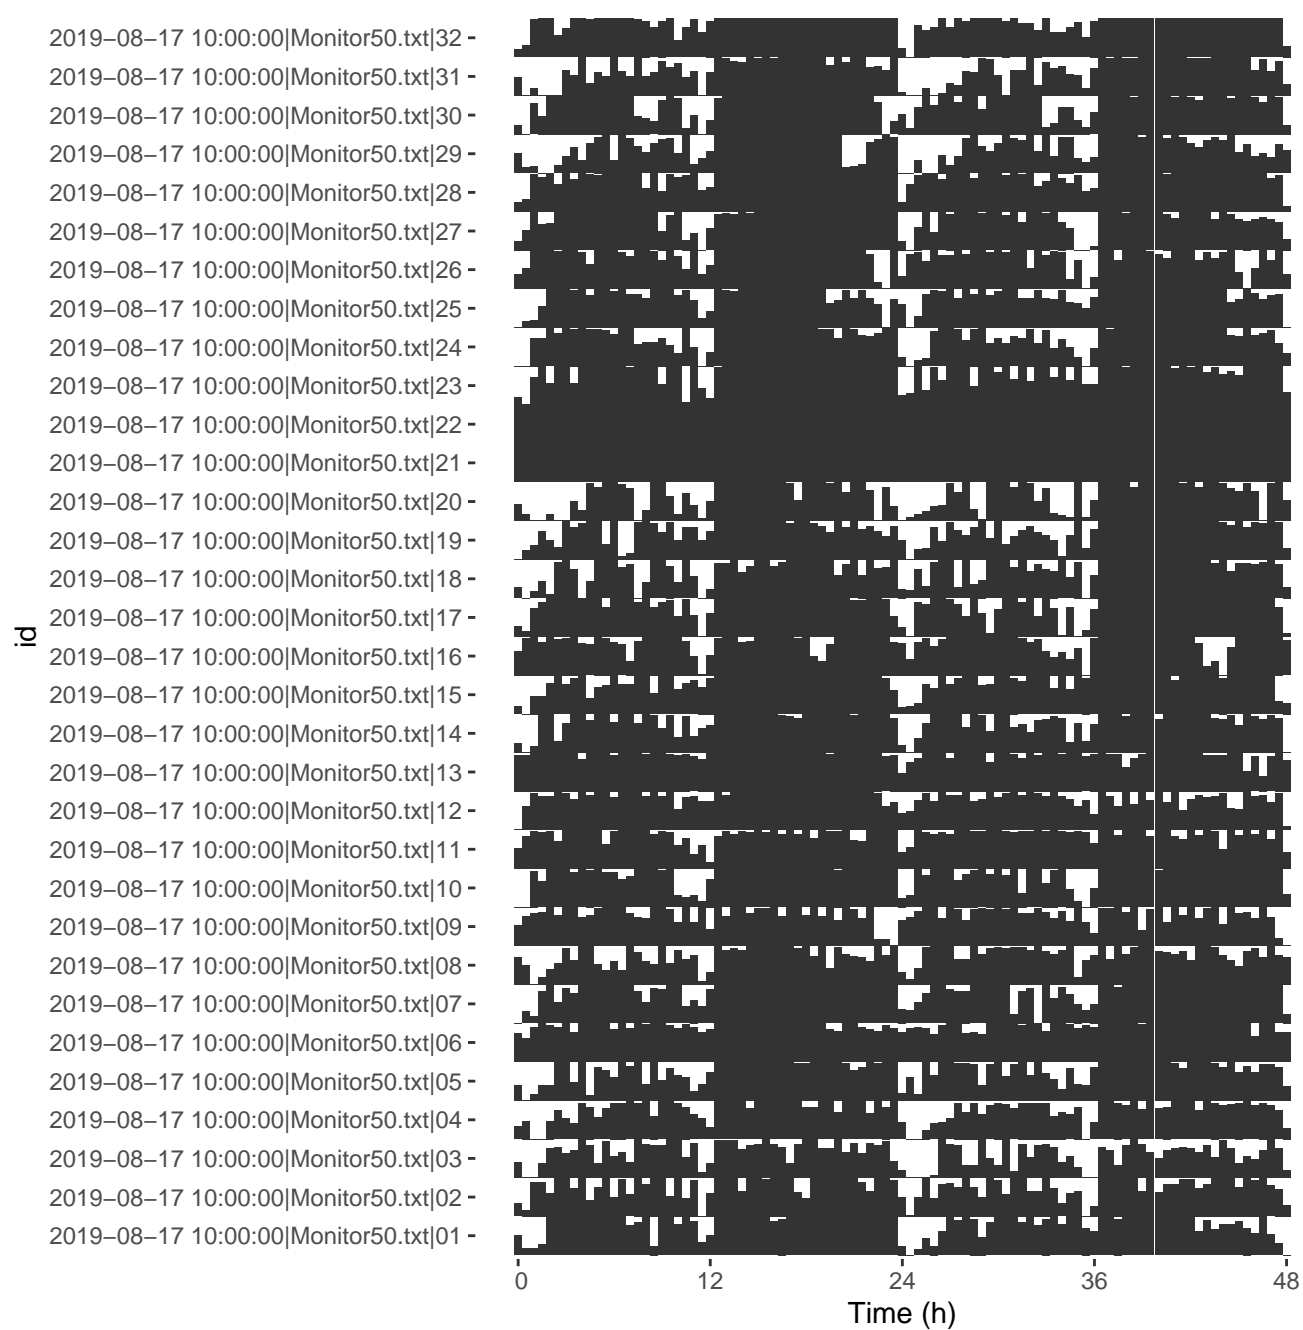 2019−08−17 10:00:00|Monitor50.txt|32
2019−08−17 10:00:00|Monitor50.txt|31
2019−08−17 10:00:00|Monitor50.txt|30
2019−08−17 10:00:00|Monitor50.txt|29
2019−08−17 10:00:00|Monitor50.txt|28
2019−08−17 10:00:00|Monitor50.txt|27
2019−08−17 10:00:00|Monitor50.txt|26
2019−08−17 10:00:00|Monitor50.txt|25
2019−08−17 10:00:00|Monitor50.txt|24
2019−08−17 10:00:00|Monitor50.txt|23
2019−08−17 10:00:00|Monitor50.txt|22
2019−08−17 10:00:00|Monitor50.txt|21
2019−08−17 10:00:00|Monitor50.txt|20
2019−08−17 10:00:00|Monitor50.txt|19
2019−08−17 10:00:00|Monitor50.txt|18
2019−08−17 10:00:00|Monitor50.txt|17
2019−08−17 10:00:00|Monitor50.txt|16
2019−08−17 10:00:00|Monitor50.txt|15
2019−08−17 10:00:00|Monitor50.txt|14
2019−08−17 10:00:00|Monitor50.txt|13
2019−08−17 10:00:00|Monitor50.txt|12
2019−08−17 10:00:00|Monitor50.txt|11
2019−08−17 10:00:00|Monitor50.txt|10
2019−08−17 10:00:00|Monitor50.txt|09
2019−08−17 10:00:00|Monitor50.txt|08
2019−08−17 10:00:00|Monitor50.txt|07
2019−08−17 10:00:00|Monitor50.txt|06
2019−08−17 10:00:00|Monitor50.txt|05
2019−08−17 10:00:00|Monitor50.txt|04
2019−08−17 10:00:00|Monitor50.txt|03
2019−08−17 10:00:00|Monitor50.txt|02
2019−08−17 10:00:00|Monitor50.txt|01
id
0 12 24 36 48
Time (h)